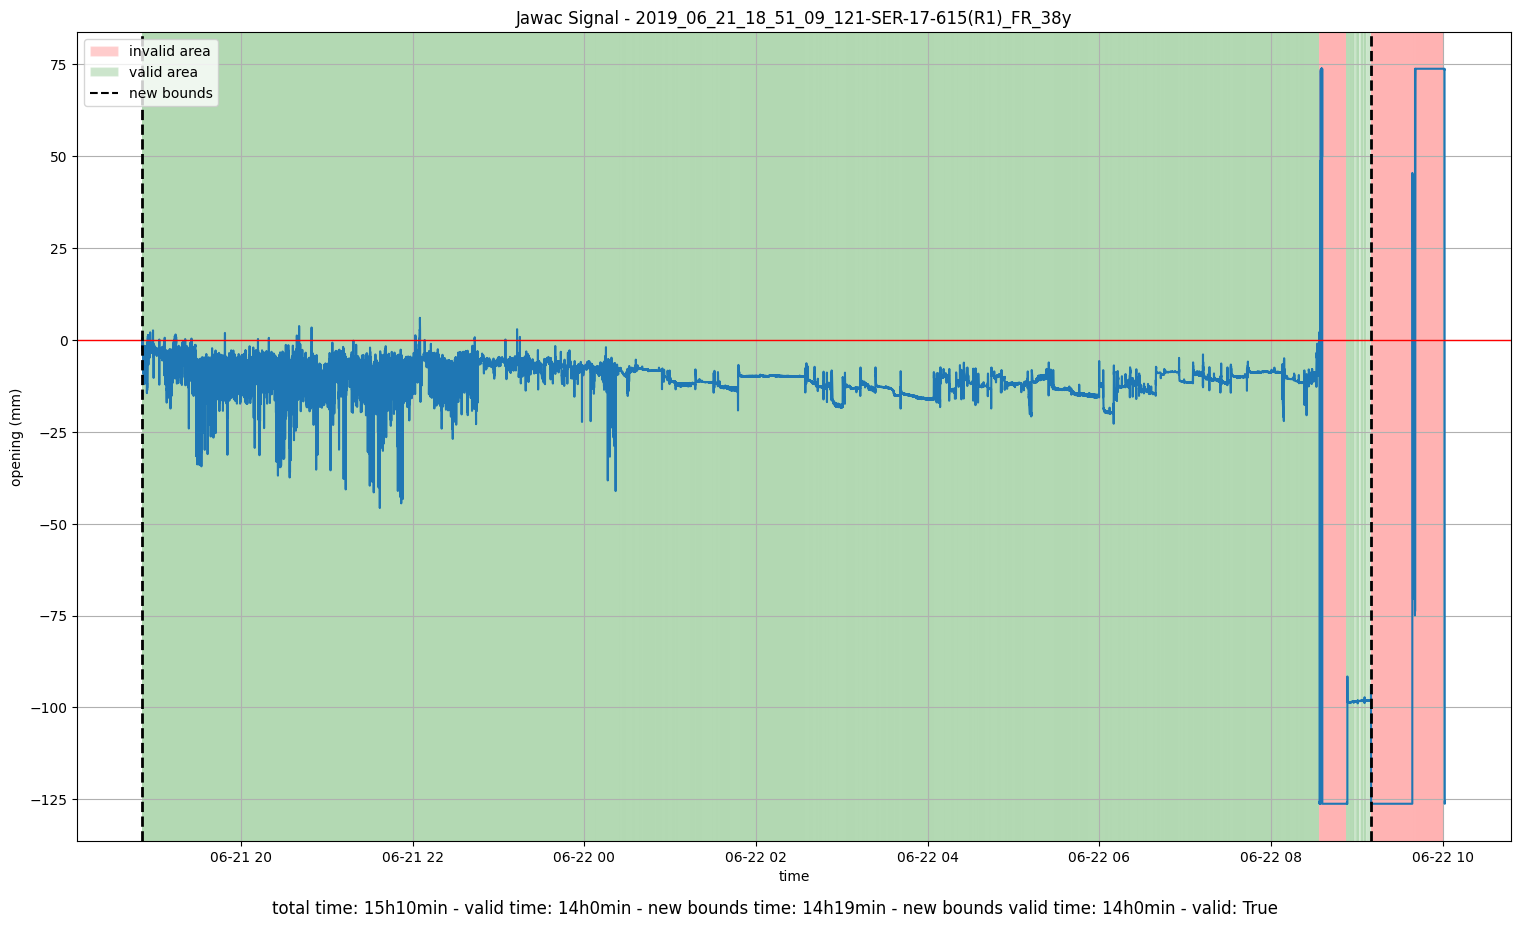 Jawac Signal - 2019_06_21_18_51_09_121-SER-17-615(R1)_FR_38y
invalid area
valid area
new bounds
75
50
25
0
−25
−50
−75
−100
−125
opening (mm)
06-21 20
06-21 22
06-22 00
06-22 02
06-22 04
06-22 06
06-22 08
06-22 10
time
total time: 15h10min - valid time: 14h0min - new bounds time: 14h19min - new bounds valid time: 14h0min - valid: True